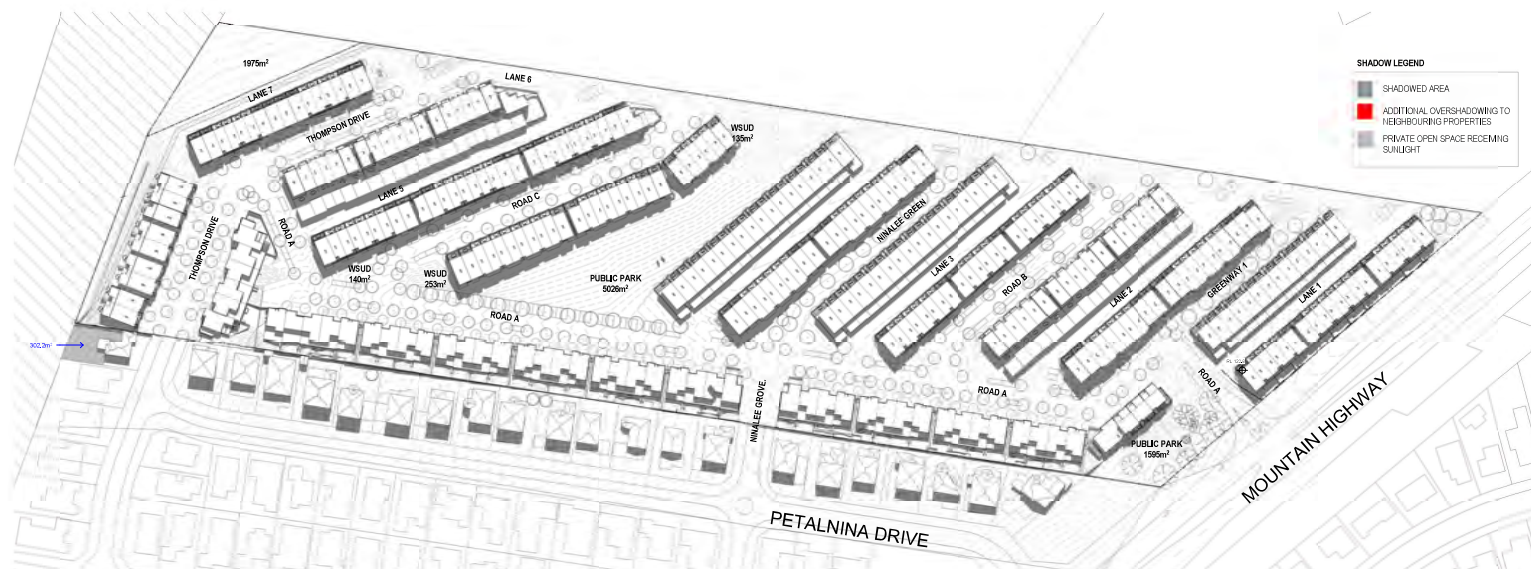 SHADOW LEGEND
SHADOWED AREA
ADDITIONAL OVERSHADOWING TO
NEIGHBOURING PROPERTIES
PRIVATE OPEN SPACE RECEIVING
SUNLIGHT
1975m²
LANE 7
LANE 6
THOMPSON DRIVE
WSUD
135m²
LANE 5
ROAD C
THOMPSON DRIVE
ROAD A
NINALEE GREEN
LANE 3
WSUD
140m²
WSUD
253m²
PUBLIC PARK
5026m²
ROAD B
LANE 2
GREENWAY 1
LANE 1
ROAD A
302.2m²
ROAD A
ROAD A
NINALEE GROVE.
PUBLIC PARK
1595m²
MOUNTAIN HIGHWAY
PETALNINA DRIVE